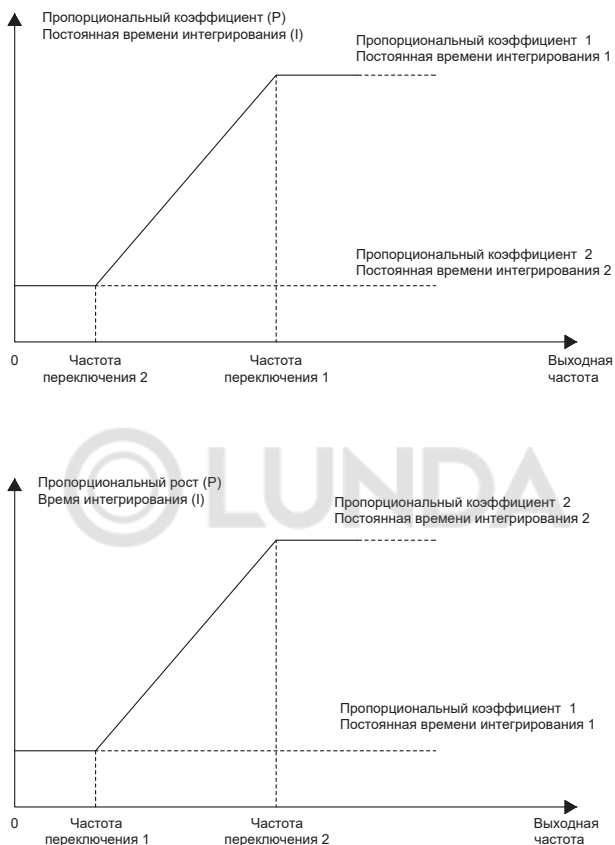 Пропорциональный коэффициент (P)
Постоянная времени интегрирования (I)
Пропорциональный коэффициент 1
Постоянная времени интегрирования 1
Пропорциональный коэффициент 2
Постоянная времени интегрирования 2
0
Частота
переключения 2
Частота
переключения 1
Выходная
частота
LUNDA
Пропорциональный рост (P)
Время интегрирования (I)
Пропорциональный коэффициент 2
Постоянная времени интегрирования 2
Пропорциональный коэффициент 1
Постоянная времени интегрирования 1
0
Частота
переключения 1
Частота
переключения 2
Выходная
частота